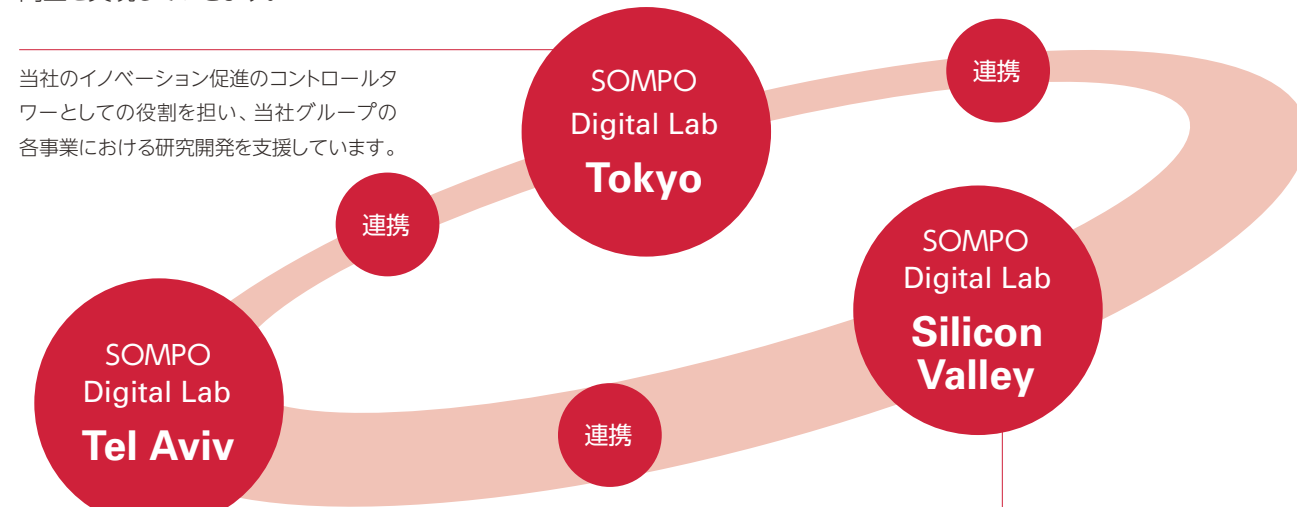 当社のイノベーション促進のコントロールタ
ワーとしての役割を担い、当社グループの
各事業における研究開発を支援しています。
SOMPO
Digital Lab
Tokyo
連携
連携
SOMPO
Digital Lab
Silicon
Valley
SOMPO
Digital Lab
Tel Aviv
連携